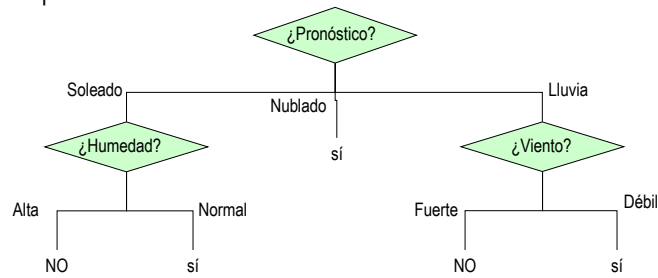 ¿Pronóstico?
Soleado
Nublado
Lluvia
¿Humedad?
sí
¿Viento?
Alta
Normal
Fuerte
Débil
NO
sí
NO
sí